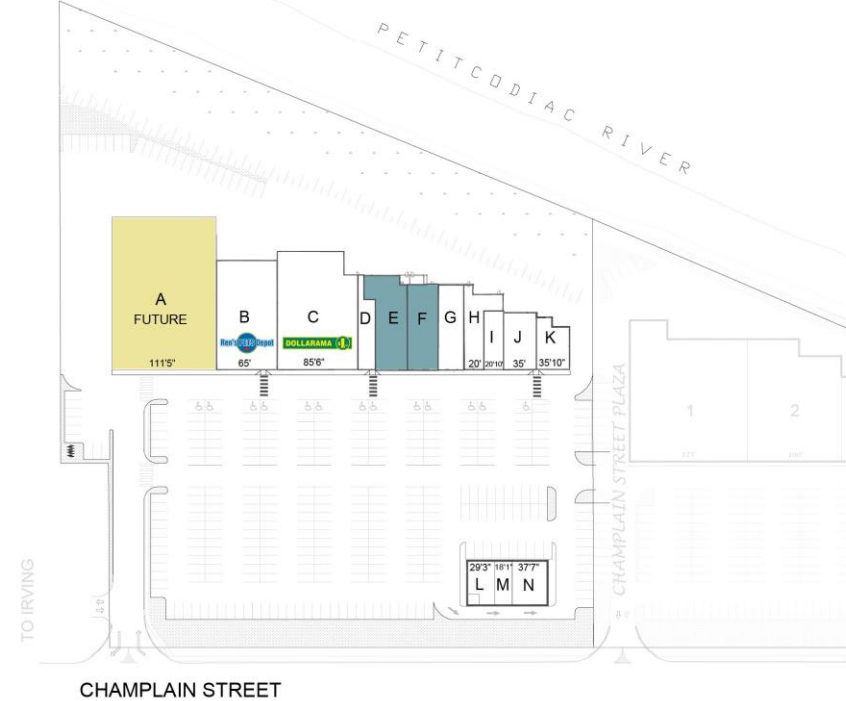 PETITCODIAC RIVER
A
FUTURE
111'5"
B
Ren's PETS Depot
65'
C
DOLLARAMA
85'6"
D
E
F
G
H
20'
I
20'10"
J
35'
K
35'10"
CHAMPLAIN STREET PLAZA
1
2
29'3" 18'1" 37'7"
L M N
TO IRVING
CHAMPLAIN STREET